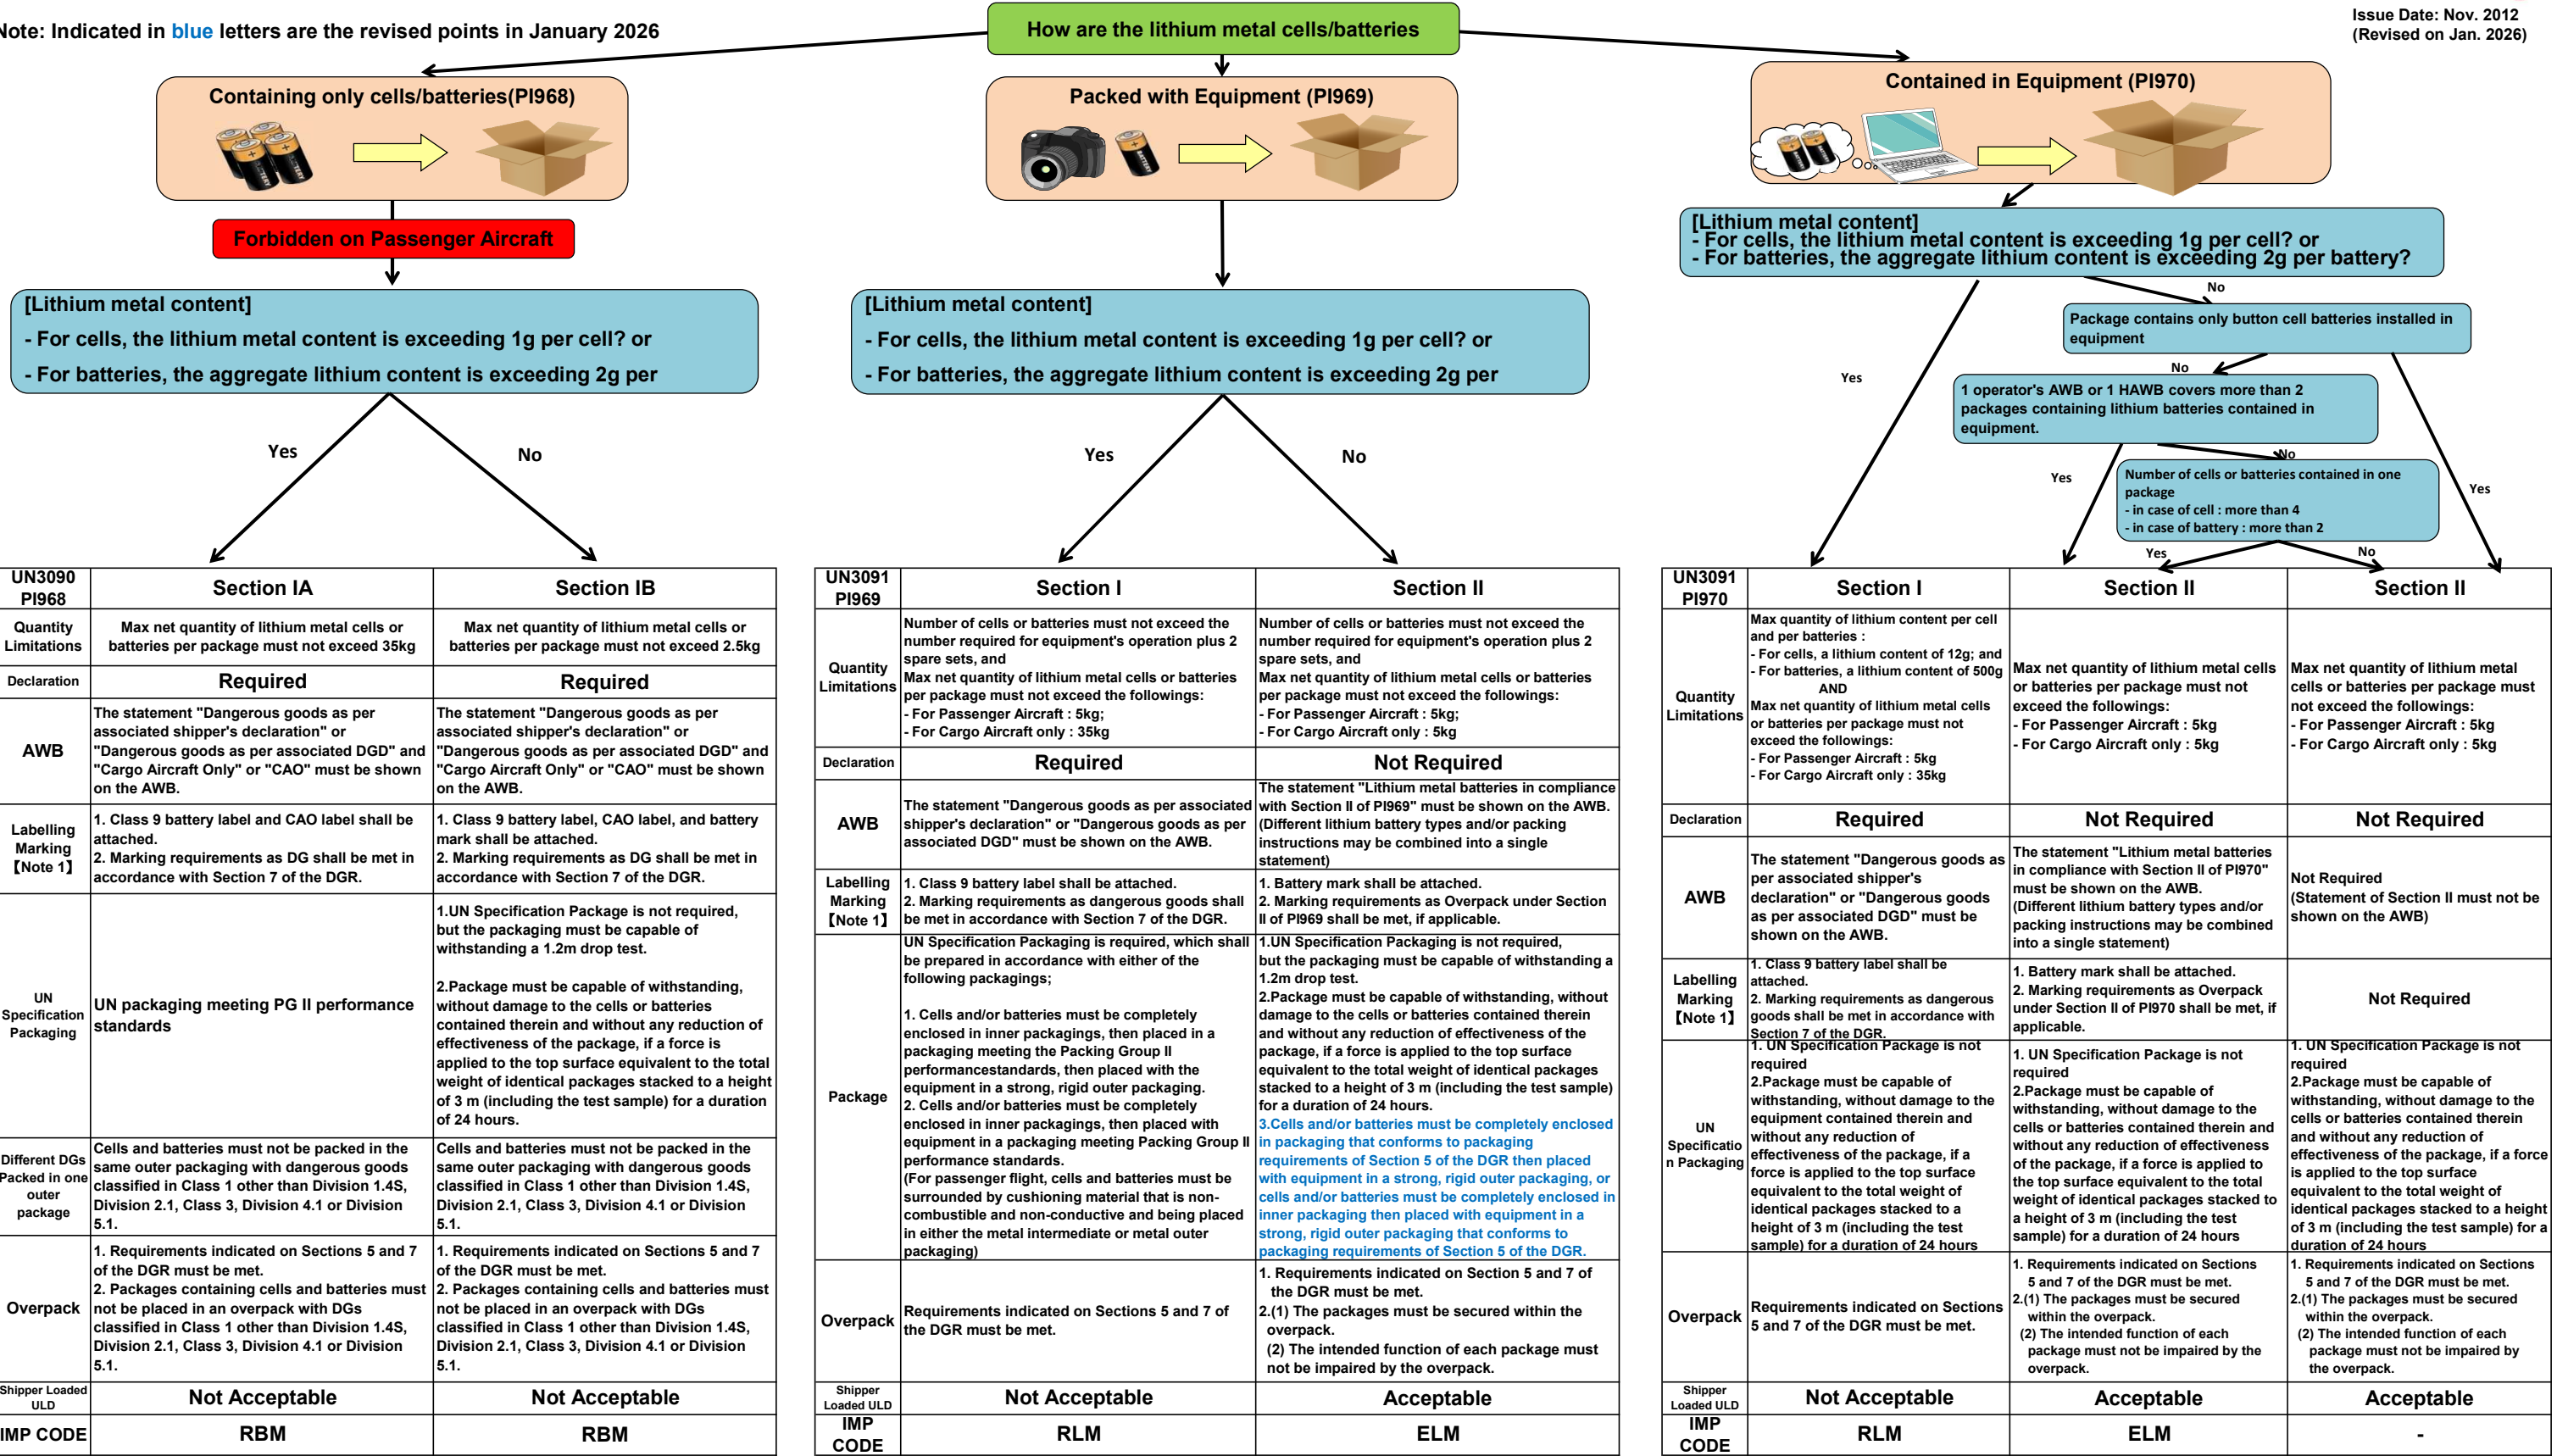 Note: Indicated in blue letters are the revised points in January 2026
How are the lithium metal cells/batteries
Issue Date: Nov. 2012
(Revised on Jan. 2026)
Containing only cells/batteries(PI968)
Forbidden on Passenger Aircraft
[Lithium metal content]
- For cells, the lithium metal content is exceeding 1g per cell? or
- For batteries, the aggregate lithium content is exceeding 2g per
Yes
No
Packed with Equipment (PI969)
BATTERY
[Lithium metal content]
- For cells, the lithium metal content is exceeding 1g per cell? or
- For batteries, the aggregate lithium content is exceeding 2g per
Yes
No
Contained in Equipment (PI970)
[Lithium metal content]
- For cells, the lithium metal content is exceeding 1g per cell? or
- For batteries, the aggregate lithium content is exceeding 2g per battery?
No
Package contains only button cell batteries installed in
equipment
Yes
No
1 operator's AWB or 1 HAWB covers more than 2
packages containing lithium batteries contained in
equipment.
No
Yes
Number of cells or batteries contained in one
package
- in case of cell : more than 4
- in case of battery : more than 2
Yes
Yes
No
UN3090
PI968
Section IA
Section IB
Quantity
Limitations
Max net quantity of lithium metal cells or
batteries per package must not exceed 35kg
Max net quantity of lithium metal cells or
batteries per package must not exceed 2.5kg
Declaration
Required
Required
AWB
The statement "Dangerous goods as per
associated shipper's declaration" or
"Dangerous goods as per associated DGD" and
"Cargo Aircraft Only" or "CAO" must be shown
on the AWB.
The statement "Dangerous goods as per
associated shipper's declaration" or
"Dangerous goods as per associated DGD" and
"Cargo Aircraft Only" or "CAO" must be shown
on the AWB.
Labelling
Marking
【Note 1】
1. Class 9 battery label and CAO label shall be
attached.
2. Marking requirements as DG shall be met in
accordance with Section 7 of the DGR.
1. Class 9 battery label, CAO label, and battery
mark shall be attached.
2. Marking requirements as DG shall be met in
accordance with Section 7 of the DGR.
UN
Specification
Packaging
UN packaging meeting PG II performance
standards
1.UN Specification Package is not required,
but the packaging must be capable of
withstanding a 1.2m drop test.
2.Package must be capable of withstanding,
without damage to the cells or batteries
contained therein and without any reduction of
effectiveness of the package, if a force is
applied to the top surface equivalent to the total
weight of identical packages stacked to a height
of 3 m (including the test sample) for a duration
of 24 hours.
Different DGs
Packed in one
outer
package
Cells and batteries must not be packed in the
same outer packaging with dangerous goods
classified in Class 1 other than Division 1.4S,
Division 2.1, Class 3, Division 4.1 or Division
5.1.
Cells and batteries must not be packed in the
same outer packaging with dangerous goods
classified in Class 1 other than Division 1.4S,
Division 2.1, Class 3, Division 4.1 or Division
5.1.
Overpack
1. Requirements indicated on Sections 5 and 7
of the DGR must be met.
2. Packages containing cells and batteries must
not be placed in an overpack with DGs
classified in Class 1 other than Division 1.4S,
Division 2.1, Class 3, Division 4.1 or Division
5.1.
1. Requirements indicated on Sections 5 and 7
of the DGR must be met.
2. Packages containing cells and batteries must
not be placed in an overpack with DGs
classified in Class 1 other than Division 1.4S,
Division 2.1, Class 3, Division 4.1 or Division
5.1.
Shipper Loaded
ULD
Not Acceptable
Not Acceptable
IMP CODE
RBM
RBM
UN3091
PI969
Section I
Section II
Quantity
Limitations
Number of cells or batteries must not exceed the
number required for equipment's operation plus 2
spare sets, and
Max net quantity of lithium metal cells or batteries
per package must not exceed the followings:
- For Passenger Aircraft : 5kg;
- For Cargo Aircraft only : 35kg
Number of cells or batteries must not exceed the
number required for equipment's operation plus 2
spare sets, and
Max net quantity of lithium metal cells or batteries
per package must not exceed the followings:
- For Passenger Aircraft : 5kg;
- For Cargo Aircraft only : 5kg
Declaration
Required
Not Required
AWB
The statement "Dangerous goods as per associated
shipper's declaration" or "Dangerous goods as per
associated DGD" must be shown on the AWB.
The statement "Lithium metal batteries in compliance
with Section II of PI969" must be shown on the AWB.
(Different lithium battery types and/or packing
instructions may be combined into a single
statement)
Labelling
Marking
【Note 1】
1. Class 9 battery label shall be attached.
2. Marking requirements as dangerous goods shall
be met in accordance with Section 7 of the DGR.
1. Battery mark shall be attached.
2. Marking requirements as Overpack under Section
II of PI969 shall be met, if applicable.
Package
UN Specification Packaging is required, which shall
be prepared in accordance with either of the
following packagings;
1. Cells and/or batteries must be completely
enclosed in inner packagings, then placed in a
packaging meeting the Packing Group II
performancestandards, then placed with the
equipment in a strong, rigid outer packaging.
2. Cells and/or batteries must be completely
enclosed in inner packagings, then placed with
equipment in a packaging meeting Packing Group II
performance standards.
(For passenger flight, cells and batteries must be
surrounded by cushioning material that is non-
combustible and non-conductive and being placed
in either the metal intermediate or metal outer
packaging)
1.UN Specification Packaging is not required,
but the packaging must be capable of withstanding a
1.2m drop test.
2.Package must be capable of withstanding, without
damage to the cells or batteries contained therein
and without any reduction of effectiveness of the
package, if a force is applied to the top surface
equivalent to the total weight of identical packages
stacked to a height of 3 m (including the test sample)
for a duration of 24 hours.
3.Cells and/or batteries must be completely enclosed
in packaging that conforms to packaging
requirements of Section 5 of the DGR then placed
with equipment in a strong, rigid outer packaging, or
cells and/or batteries must be completely enclosed in
inner packaging then placed with equipment in a
strong, rigid outer packaging that conforms to
packaging requirements of Section 5 of the DGR.
Overpack
Requirements indicated on Sections 5 and 7 of
the DGR must be met.
1. Requirements indicated on Section 5 and 7 of
the DGR must be met.
2.(1) The packages must be secured within the
overpack.
(2) The intended function of each package must
not be impaired by the overpack.
Shipper
Loaded ULD
Not Acceptable
Acceptable
IMP
CODE
RLM
ELM
UN3091
PI970
Section I
Section II
Section II
Quantity
Limitations
Max quantity of lithium content per cell
and per batteries :
- For cells, a lithium content of 12g; and
- For batteries, a lithium content of 500g
AND
Max net quantity of lithium metal cells
or batteries per package must not
exceed the followings:
- For Passenger Aircraft : 5kg
- For Cargo Aircraft only : 35kg
Max net quantity of lithium metal cells
or batteries per package must not
exceed the followings:
- For Passenger Aircraft : 5kg
- For Cargo Aircraft only : 5kg
Max net quantity of lithium metal
cells or batteries per package must
not exceed the followings:
- For Passenger Aircraft : 5kg
- For Cargo Aircraft only : 5kg
Declaration
Required
Not Required
Not Required
AWB
The statement "Dangerous goods as
per associated shipper's
declaration" or "Dangerous goods
as per associated DGD" must be
shown on the AWB.
The statement "Lithium metal batteries
in compliance with Section II of PI970"
must be shown on the AWB.
(Different lithium battery types and/or
packing instructions may be combined
into a single statement)
Not Required
(Statement of Section II must not be
shown on the AWB)
Labelling
Marking
【Note 1】
1. Class 9 battery label shall be
attached.
2. Marking requirements as dangerous
goods shall be met in accordance with
Section 7 of the DGR.
1. Battery mark shall be attached.
2. Marking requirements as Overpack
under Section II of PI970 shall be met, if
applicable.
Not Required
UN
Specificatio
n Packaging
1. UN Specification Package is not
required
2.Package must be capable of
withstanding, without damage to the
equipment contained therein and
without any reduction of
effectiveness of the package, if a
force is applied to the top surface
equivalent to the total weight of
identical packages stacked to a
height of 3 m (including the test
sample) for a duration of 24 hours
1. UN Specification Package is not
required
2.Package must be capable of
withstanding, without damage to the
cells or batteries contained therein and
without any reduction of effectiveness
of the package, if a force is applied to
the top surface equivalent to the total
weight of identical packages stacked to
a height of 3 m (including the test
sample) for a duration of 24 hours
1. UN Specification Package is not
required
2.Package must be capable of
withstanding, without damage to the
cells or batteries contained therein
and without any reduction of
effectiveness of the package, if a force
is applied to the top surface
equivalent to the total weight of
identical packages stacked to a height
of 3 m (including the test sample) for a
duration of 24 hours
Overpack
Requirements indicated on Sections
5 and 7 of the DGR must be met.
1. Requirements indicated on Sections
5 and 7 of the DGR must be met.
2.(1) The packages must be secured
within the overpack.
(2) The intended function of each
package must not be impaired by the
overpack.
1. Requirements indicated on Sections
5 and 7 of the DGR must be met.
2.(1) The packages must be secured
within the overpack.
(2) The intended function of each
package must not be impaired by
the overpack.
Shipper
Loaded ULD
Not Acceptable
Acceptable
Acceptable
IMP
CODE
RLM
ELM
-